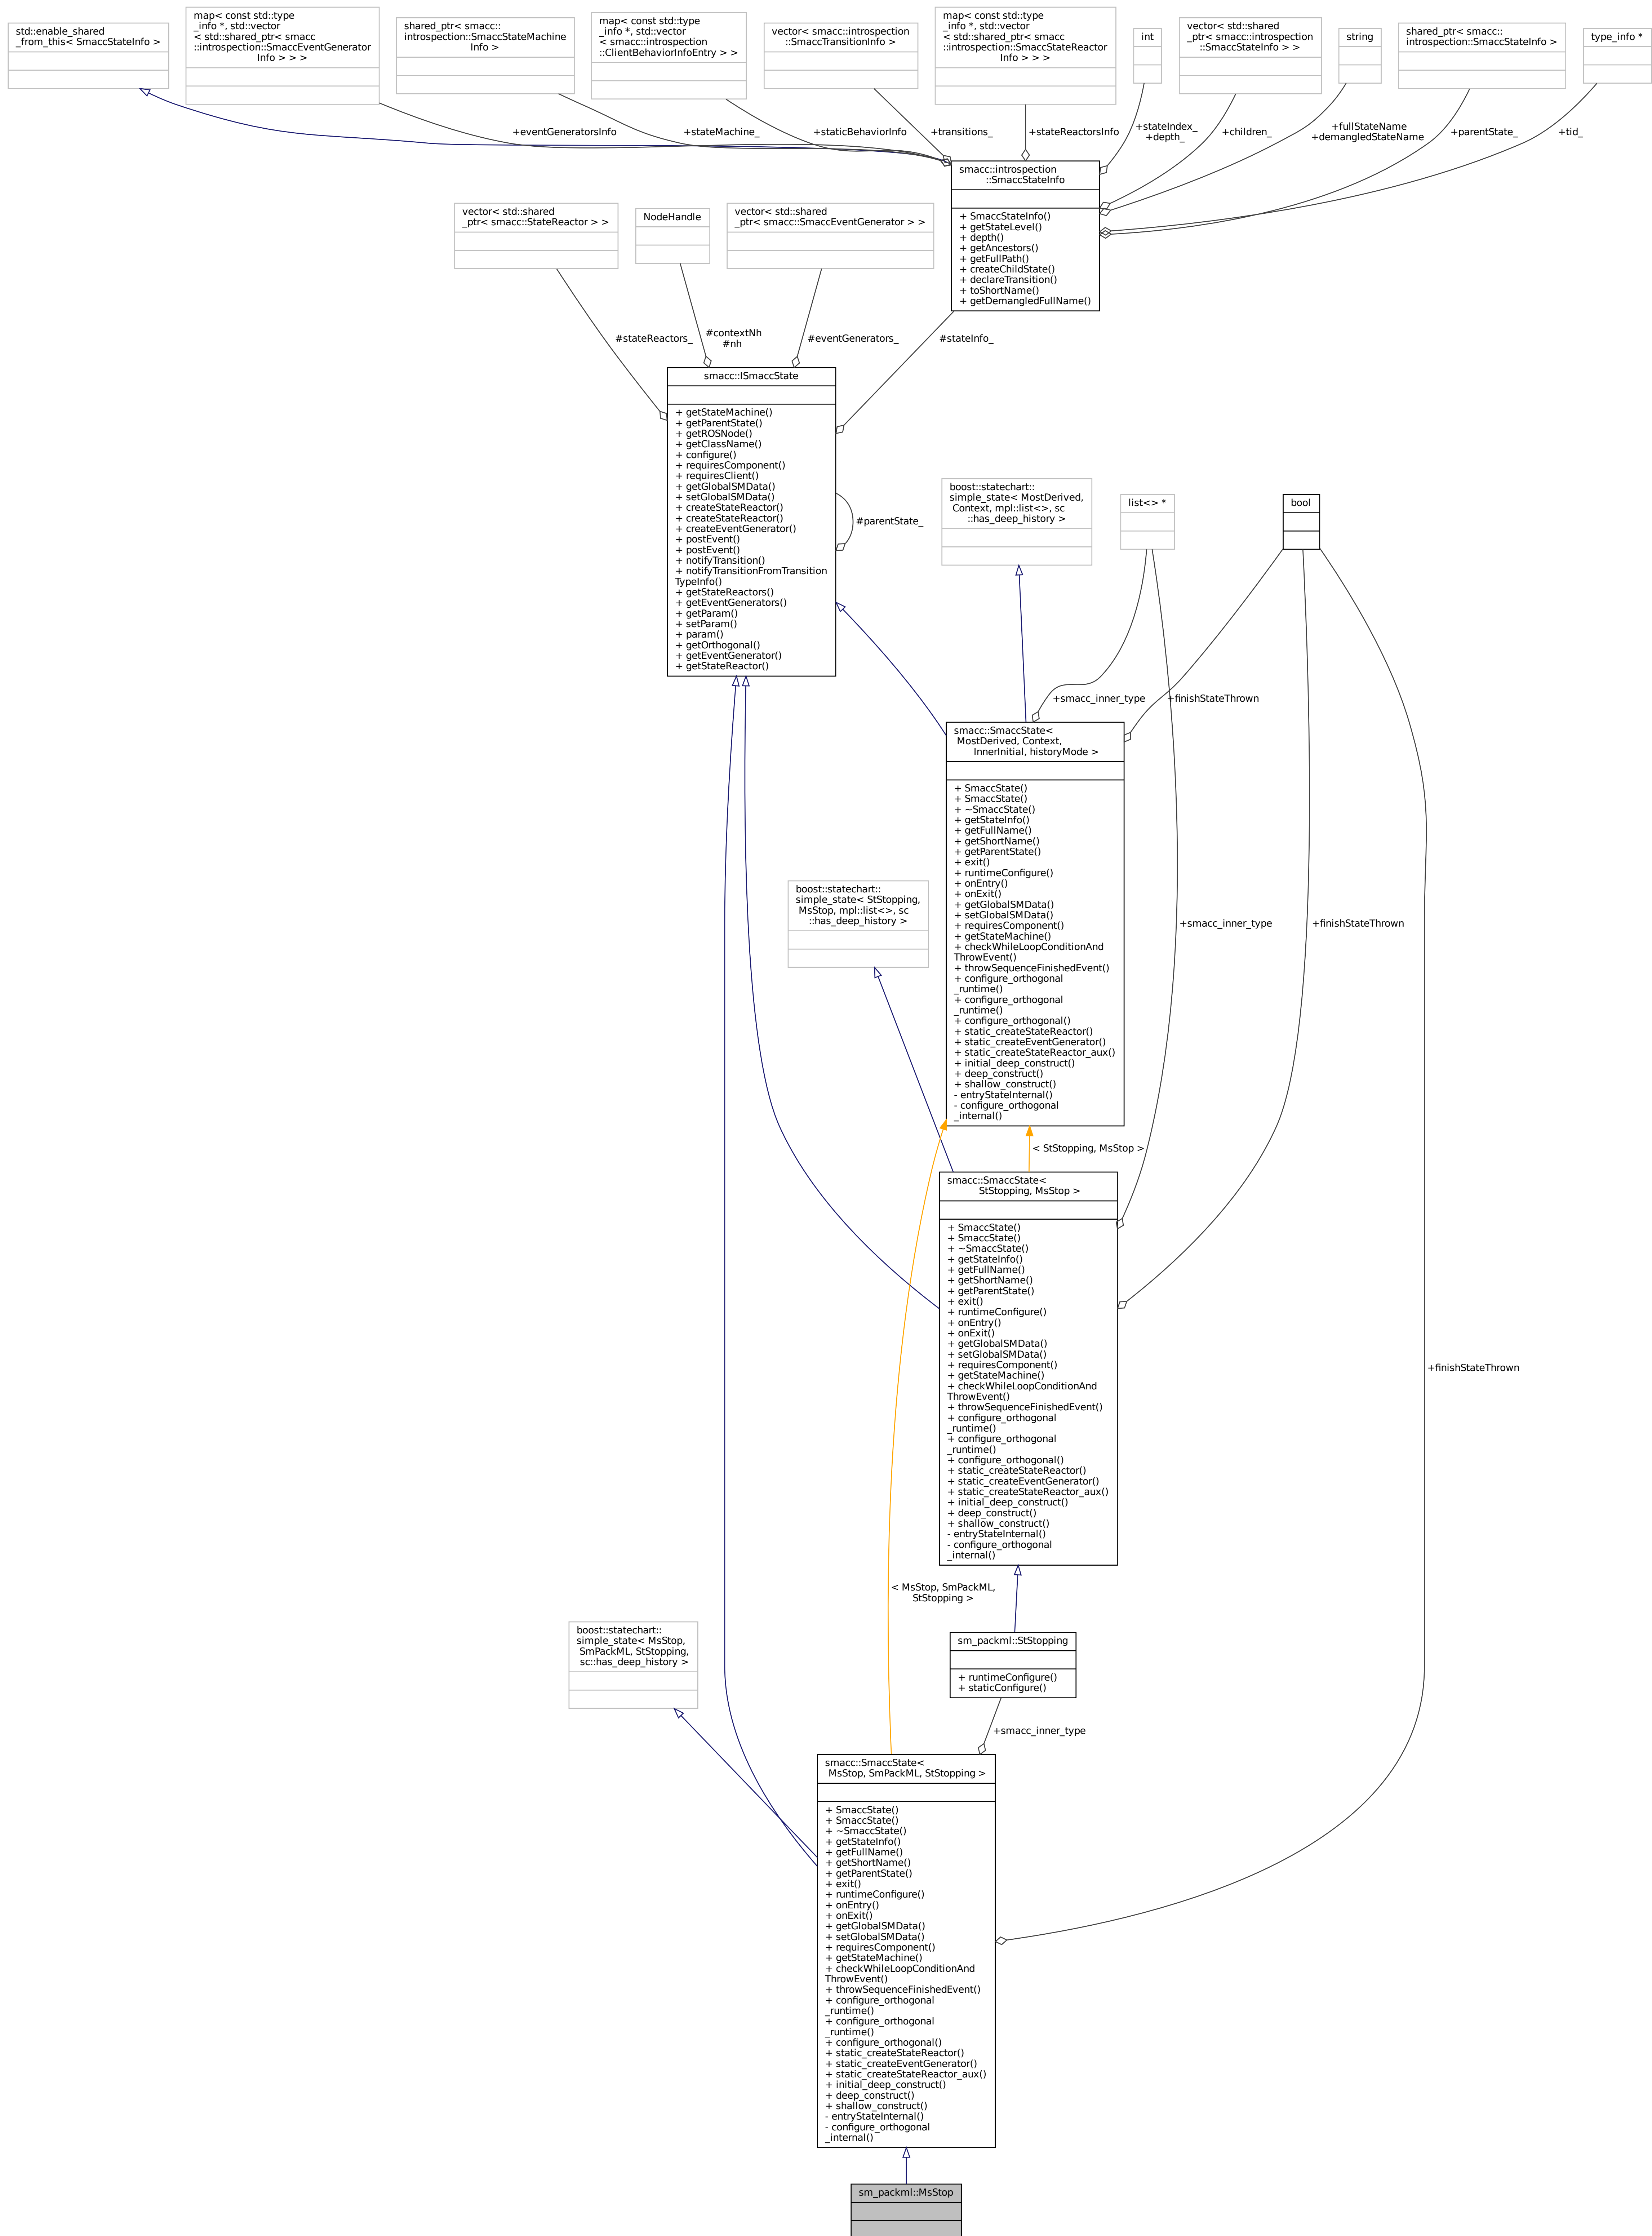 std::enable_shared
_from_this< SmaccStateInfo >
map< const std::type
_info *, std::vector
< std::shared_ptr< smacc
::introspection::SmaccEventGenerator
Info > > >
shared_ptr< smacc::
introspection::SmaccStateMachine
Info >
map< const std::type
_info *, std::vector
< smacc::introspection
::ClientBehaviorInfoEntry > >
vector< smacc::introspection
::SmaccTransitionInfo >
map< const std::type
_info *, std::vector
< std::shared_ptr< smacc
::introspection::SmaccStateReactor
Info > > >
int
vector< std::shared
_ptr< smacc::introspection
::SmaccStateInfo > >
string
shared_ptr< smacc::
introspection::SmaccStateInfo >
type_info *
+eventGeneratorsInfo
+stateMachine_
+staticBehaviorInfo
+transitions_
+stateReactorsInfo
+stateIndex_
+depth_
+children_
+fullStateName
+demangledStateName
+parentState_
+tid_
smacc::introspection
::SmaccStateInfo
+ SmaccStateInfo()
+ getStateLevel()
+ depth()
+ getAncestors()
+ getFullPath()
+ createChildState()
+ declareTransition()
+ toShortName()
+ getDemangledFullName()
vector< std::shared
_ptr< smacc::StateReactor > >
NodeHandle
vector< std::shared
_ptr< smacc::SmaccEventGenerator > >
#stateReactors_
#contextNh
#nh
#eventGenerators_
#stateInfo_
smacc::ISmaccState
+ getStateMachine()
+ getParentState()
+ getROSNode()
+ getClassName()
+ configure()
+ requiresComponent()
+ requiresClient()
+ getGlobalSMData()
+ setGlobalSMData()
+ createStateReactor()
+ createStateReactor()
+ createEventGenerator()
+ postEvent()
+ postEvent()
+ notifyTransition()
+ notifyTransitionFromTransition
TypeInfo()
+ getStateReactors()
+ getEventGenerators()
+ getParam()
+ setParam()
+ param()
+ getOrthogonal()
+ getEventGenerator()
+ getStateReactor()
#parentState_
boost::statechart::
simple_state< MostDerived,
Context, mpl::list<>, sc
::has_deep_history >
list<> *
bool
+smacc_inner_type
+finishStateThrown
smacc::SmaccState<
MostDerived, Context,
InnerInitial, historyMode >
+ SmaccState()
+ SmaccState()
+ ~SmaccState()
+ getStateInfo()
+ getFullName()
+ getShortName()
+ getParentState()
+ exit()
+ runtimeConfigure()
+ onEntry()
+ onExit()
+ getGlobalSMData()
+ setGlobalSMData()
+ requiresComponent()
+ getStateMachine()
+ checkWhileLoopConditionAnd
ThrowEvent()
+ throwSequenceFinishedEvent()
+ configure_orthogonal
_runtime()
+ configure_orthogonal
_runtime()
+ configure_orthogonal()
+ static_createStateReactor()
+ static_createEventGenerator()
+ static_createStateReactor_aux()
+ initial_deep_construct()
+ deep_construct()
+ shallow_construct()
- entryStateInternal()
- configure_orthogonal
_internal()
boost::statechart::
simple_state< StStopping,
MsStop, mpl::list<>, sc
::has_deep_history >
+smacc_inner_type
+finishStateThrown
< StStopping, MsStop >
smacc::SmaccState<
StStopping, MsStop >
+ SmaccState()
+ SmaccState()
+ ~SmaccState()
+ getStateInfo()
+ getFullName()
+ getShortName()
+ getParentState()
+ exit()
+ runtimeConfigure()
+ onEntry()
+ onExit()
+ getGlobalSMData()
+ setGlobalSMData()
+ requiresComponent()
+ getStateMachine()
+ checkWhileLoopConditionAnd
ThrowEvent()
+ throwSequenceFinishedEvent()
+ configure_orthogonal
_runtime()
+ configure_orthogonal
_runtime()
+ configure_orthogonal()
+ static_createStateReactor()
+ static_createEventGenerator()
+ static_createStateReactor_aux()
+ initial_deep_construct()
+ deep_construct()
+ shallow_construct()
- entryStateInternal()
- configure_orthogonal
_internal()
+finishStateThrown
< MsStop, SmPackML,
StStopping >
boost::statechart::
simple_state< MsStop,
SmPackML, StStopping,
sc::has_deep_history >
sm_packml::StStopping
+ runtimeConfigure()
+ staticConfigure()
+smacc_inner_type
smacc::SmaccState<
MsStop, SmPackML, StStopping >
+ SmaccState()
+ SmaccState()
+ ~SmaccState()
+ getStateInfo()
+ getFullName()
+ getShortName()
+ getParentState()
+ exit()
+ runtimeConfigure()
+ onEntry()
+ onExit()
+ getGlobalSMData()
+ setGlobalSMData()
+ requiresComponent()
+ getStateMachine()
+ checkWhileLoopConditionAnd
ThrowEvent()
+ throwSequenceFinishedEvent()
+ configure_orthogonal
_runtime()
+ configure_orthogonal
_runtime()
+ configure_orthogonal()
+ static_createStateReactor()
+ static_createEventGenerator()
+ static_createStateReactor_aux()
+ initial_deep_construct()
+ deep_construct()
+ shallow_construct()
- entryStateInternal()
- configure_orthogonal
_internal()
sm_packml::MsStop